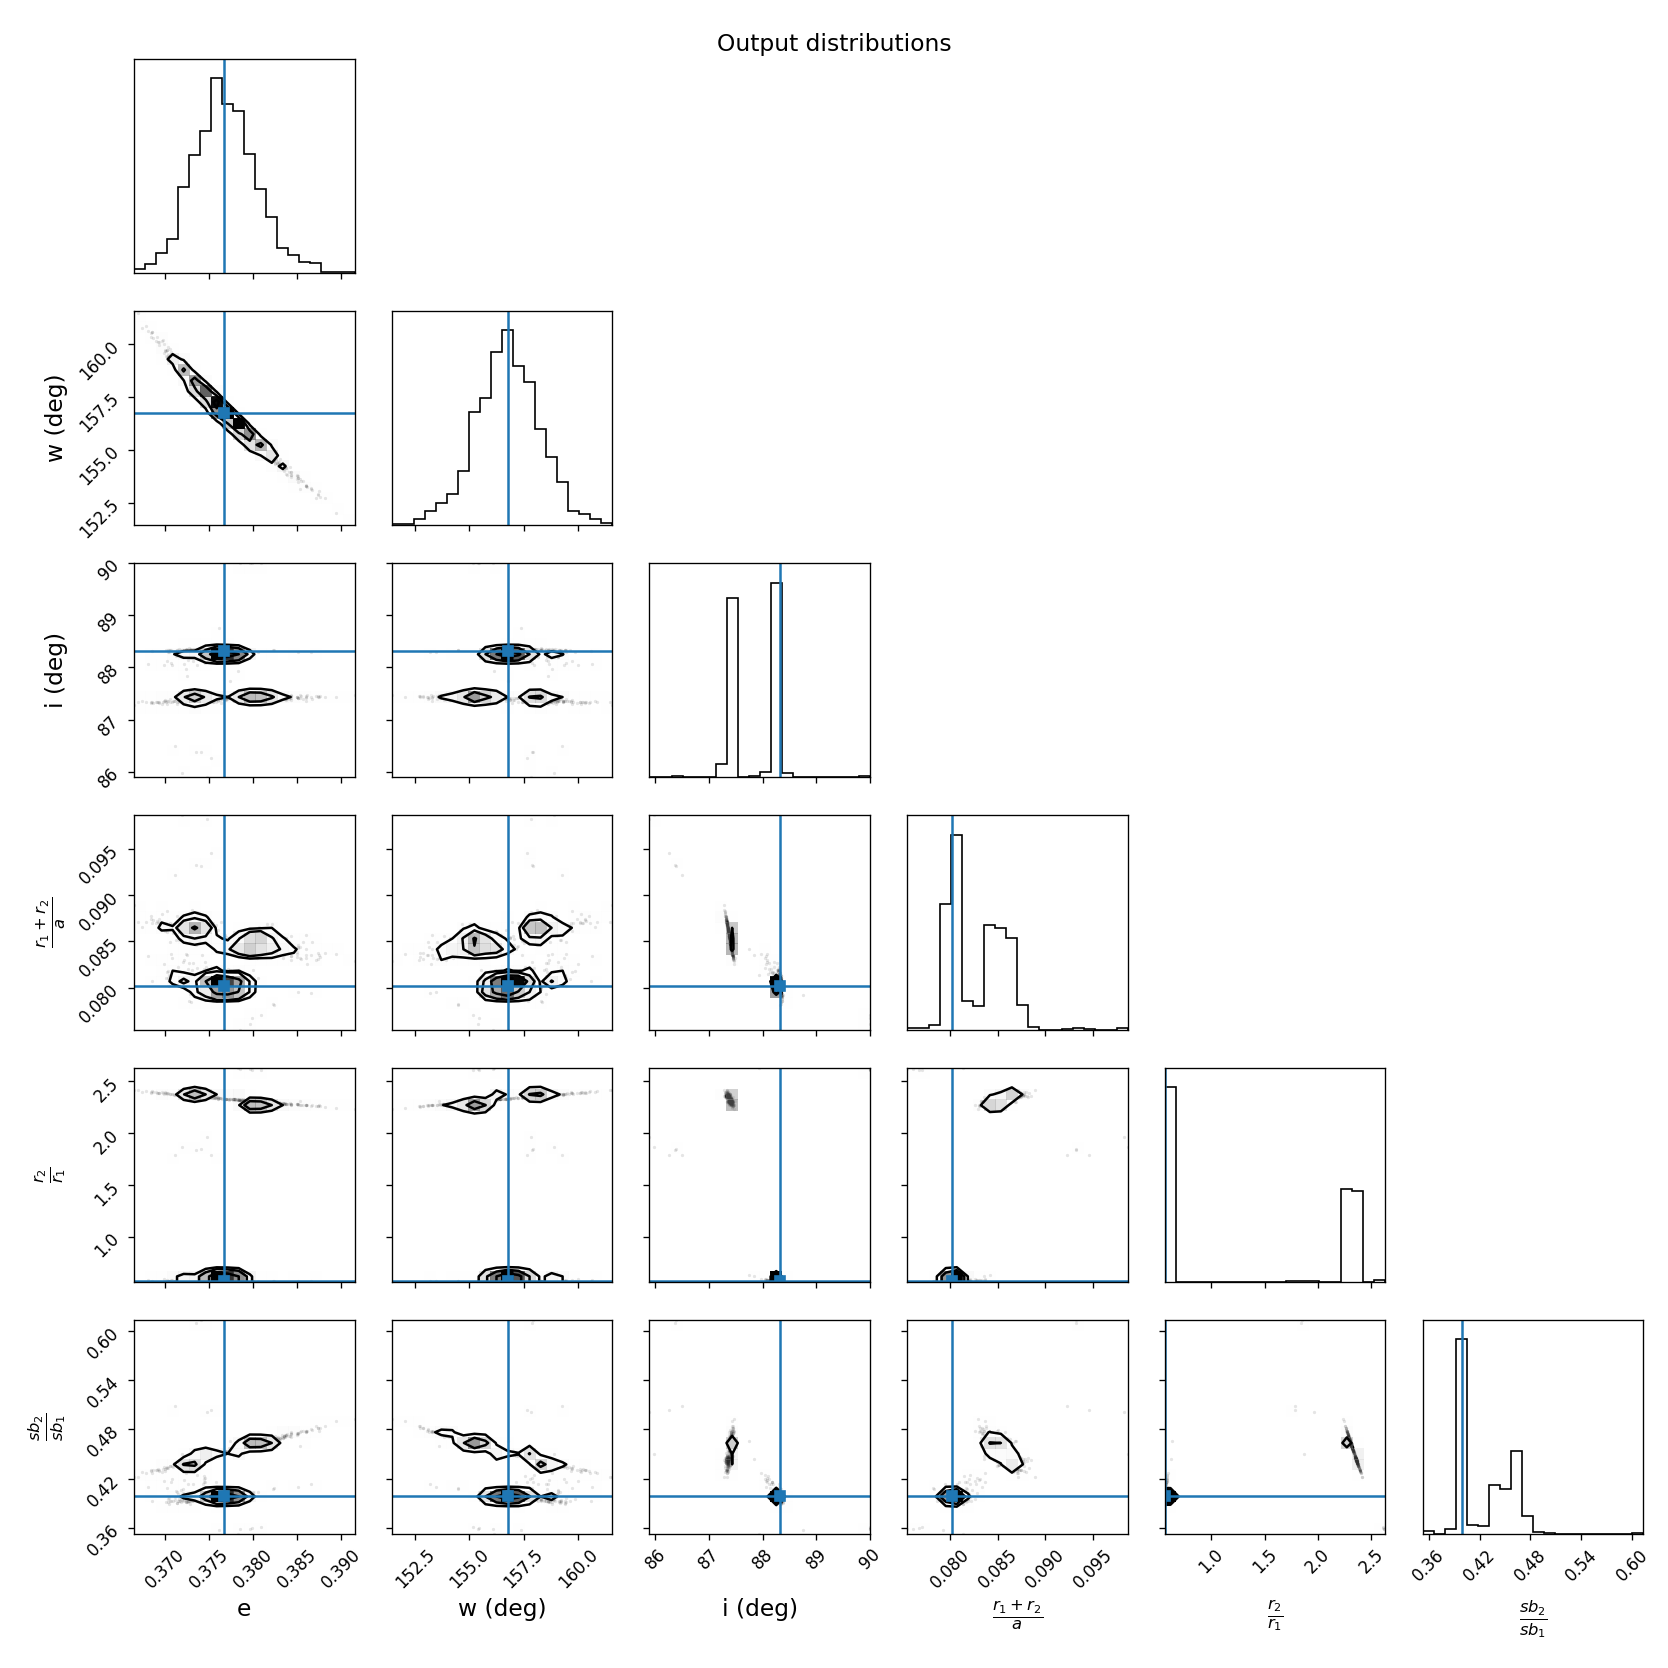 Output distributions
w (deg)
160.0
157.5
155.0
152.5
i (deg)
90
89
88
87
86
r₁ + r₂ / a
0.095
0.090
0.085
0.080
r₂ / r₁
2.5
2.0
1.5
1.0
sb₂ / sb₁
0.60
0.54
0.48
0.42
0.36
0.370 0.375 0.380 0.385 0.390
152.5 155.0 157.5 160.0
86 87 88 89 90
0.080 0.085 0.090 0.095
1.0 1.5 2.0 2.5
0.36 0.42 0.48 0.54 0.60
e
w (deg)
i (deg)
r₁ + r₂ / a
r₂ / r₁
sb₂ / sb₁